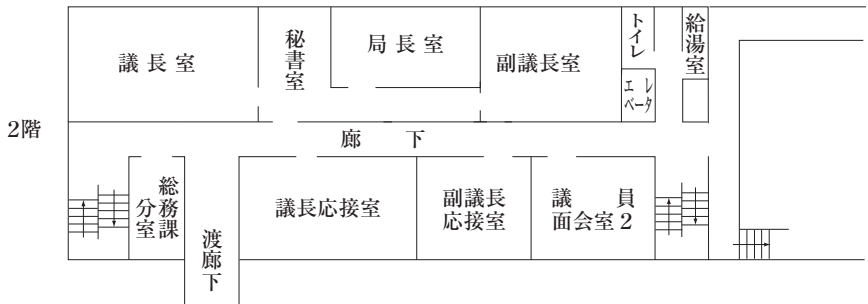 2階
議長室
秘書室
局長室
副議長室
トイレ
エレ
ベータ
給湯室
廊下
総務課
分室
渡廊下
議長応接室
副議長
応接室
議員
面会室2